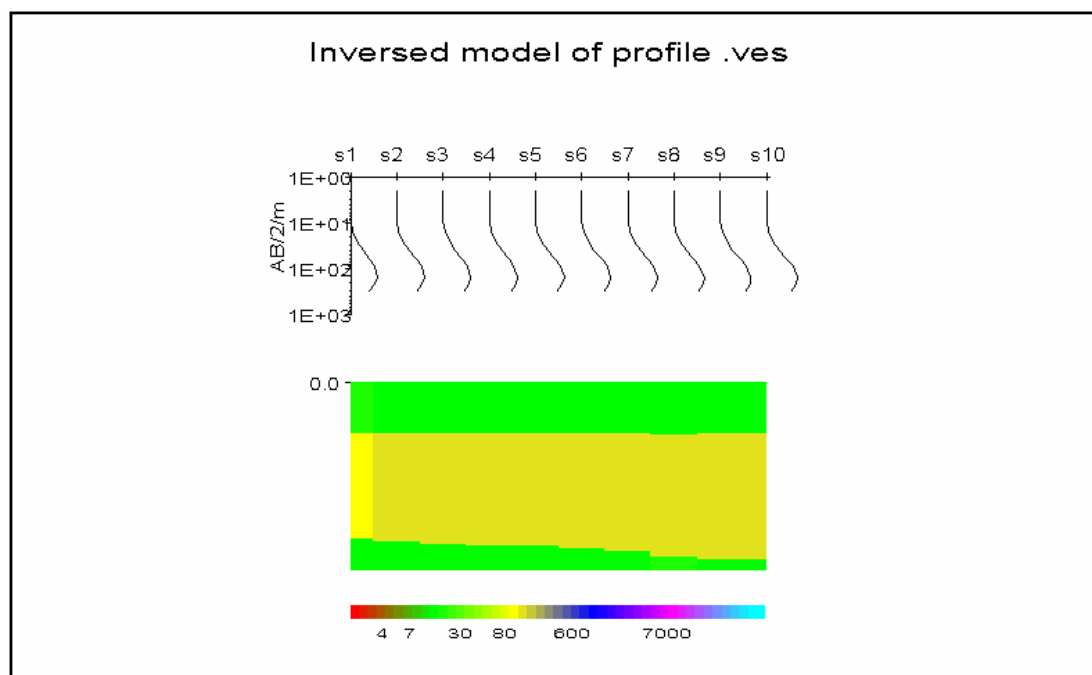 Inversed model of profile .ves
s1 s2 s3 s4 s5 s6 s7 s8 s9 s10
AB/2/m
1E+00
1E+01
1E+02
1E+03
0.0
4 7 30 80 600 7000